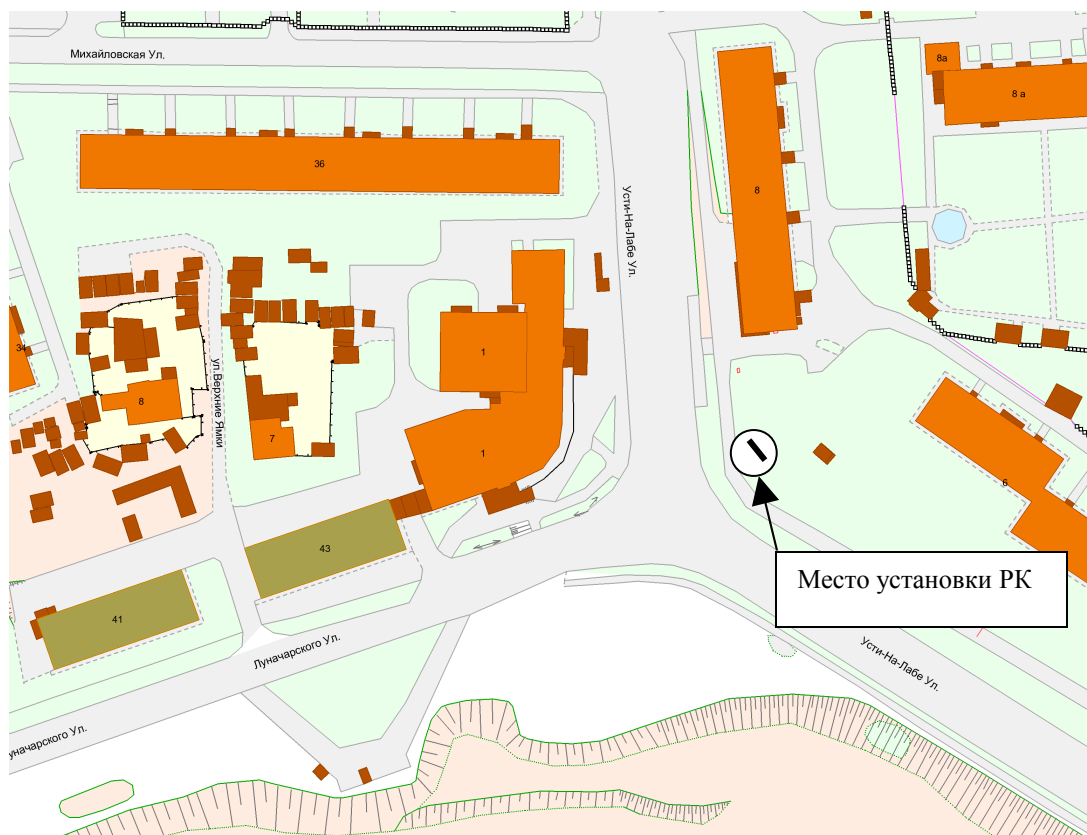 Михайловская Ул.
8а
8 а
36
8
Усти-На-Лабе Ул.
34
1
ул.Верхние Ямки
8
7
1
6
43
Место установки РК
41
Луначарского Ул.
Усти-На-Лабе Ул.
уначарского Ул.